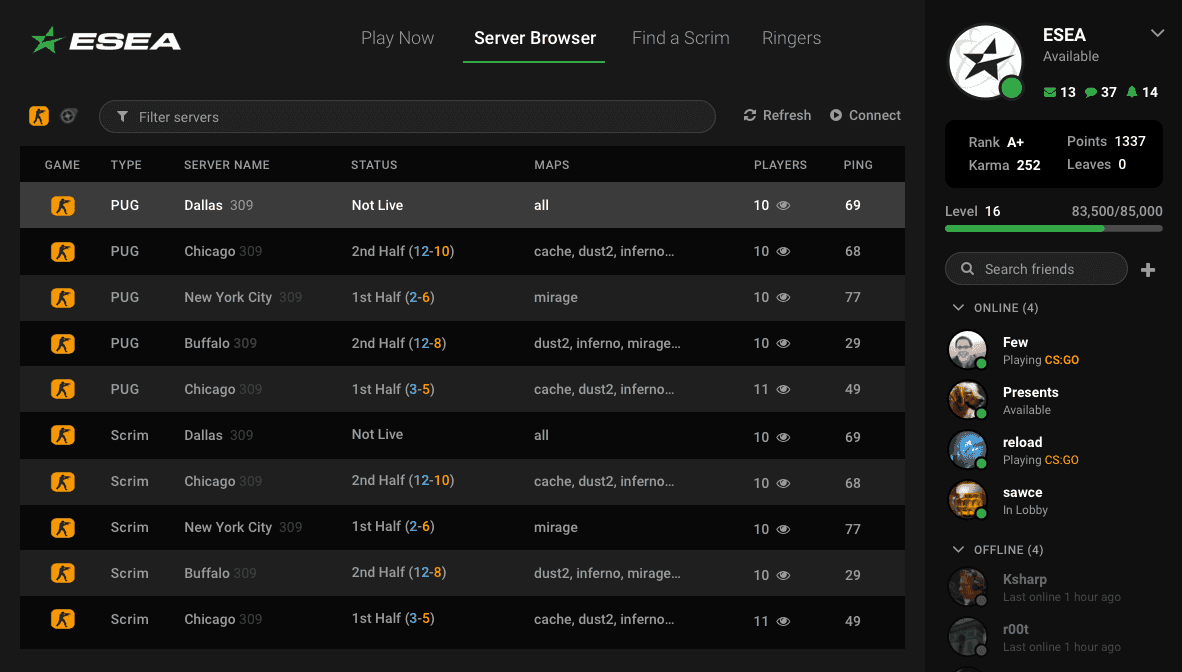 ESEA
Play Now Server Browser Find a Scrim Ringers
Filter servers Refresh Connect
GAME TYPE SERVER NAME STATUS MAPS PLAYERS PING
PUG Dallas 309 Not Live all 10 69
PUG Chicago 309 2nd Half (12-10) cache, dust2, inferno... 10 68
PUG New York City 309 1st Half (2-6) mirage 10 77
PUG Buffalo 309 2nd Half (12-8) dust2, inferno, mirage... 10 29
PUG Chicago 309 1st Half (3-5) cache, dust2, inferno... 11 49
Scrim Dallas 309 Not Live all 10 69
Scrim Chicago 309 2nd Half (12-10) cache, dust2, inferno... 10 68
Scrim New York City 309 1st Half (2-6) mirage 10 77
Scrim Buffalo 309 2nd Half (12-8) dust2, inferno, mirage... 10 29
Scrim Chicago 309 1st Half (3-5) cache, dust2, inferno... 11 49
ESEA
Available
13 37 14
Rank A+ Points 1337
Karma 252 Leaves 0
Level 16 83,500/85,000
Search friends
ONLINE (4)
Few
Playing CS:GO
Presents
Available
reload
Playing CS:GO
sawce
In Lobby
OFFLINE (4)
Ksharp
Last online 1 hour ago
r00t
Last online 1 hour ago